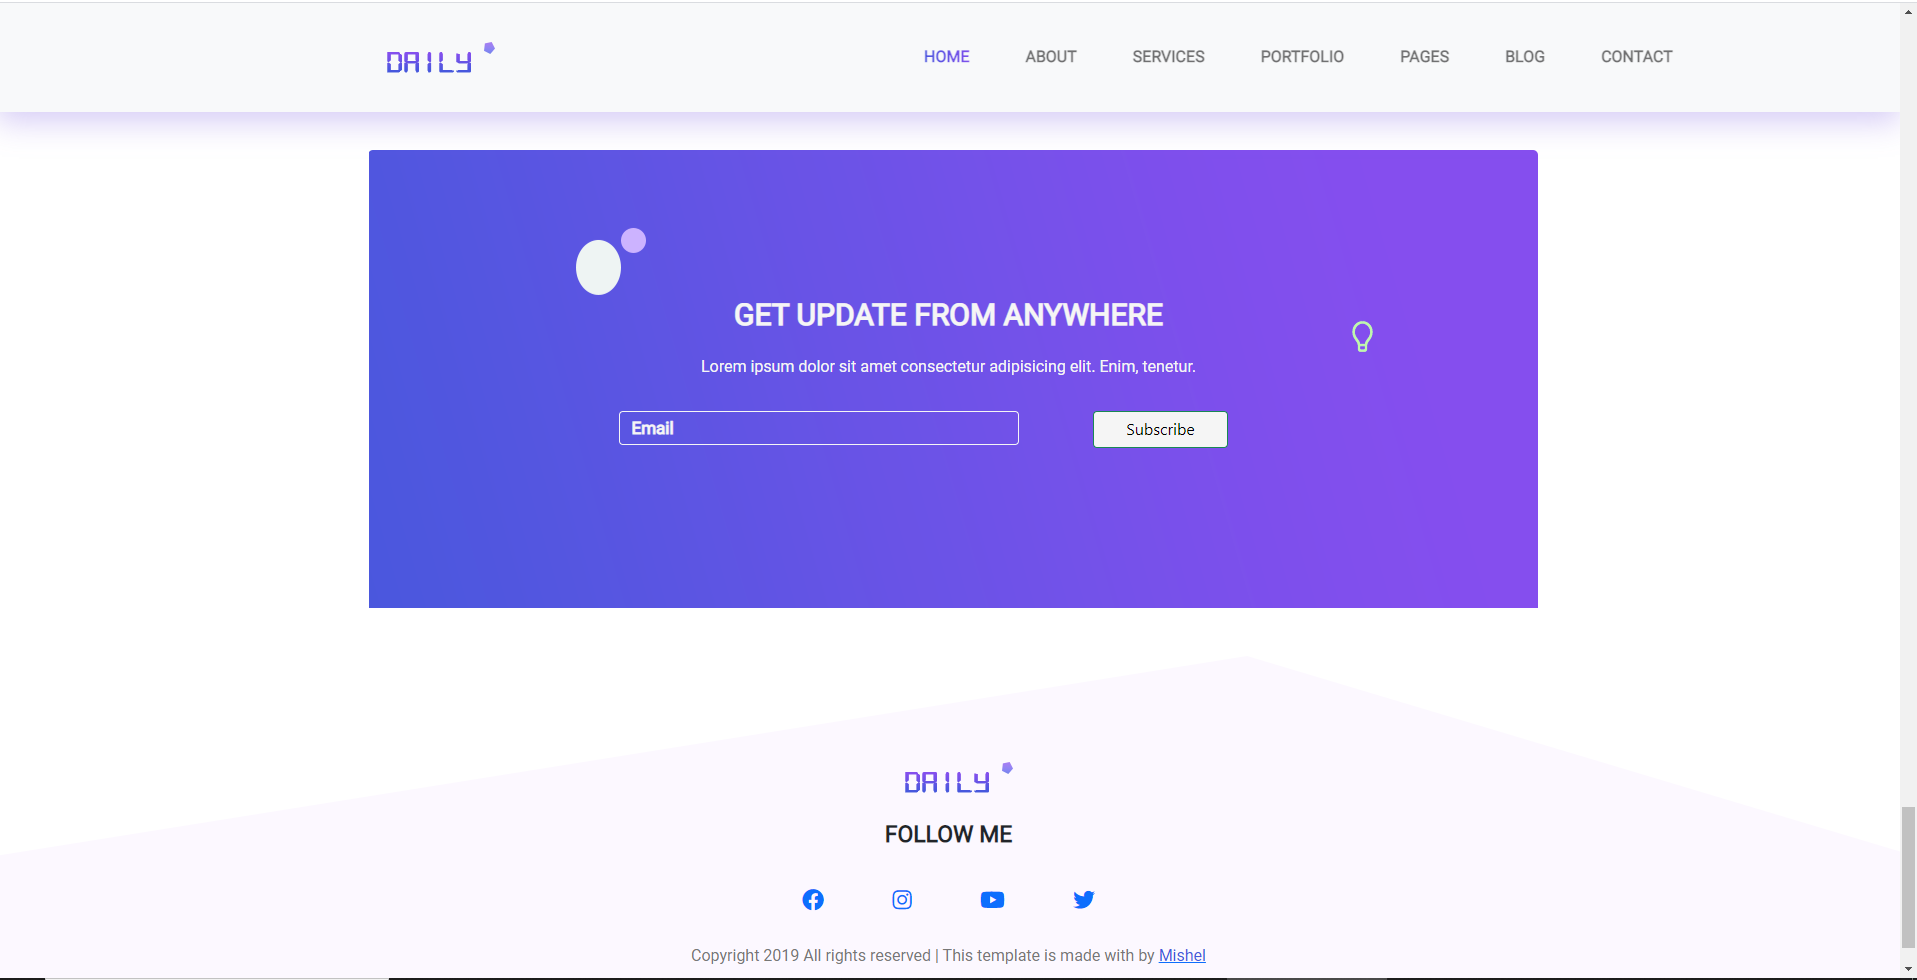 DAILY HOME ABOUT SERVICES PORTFOLIO PAGES BLOG CONTACT
GET UPDATE FROM ANYWHERE
Lorem ipsum dolor sit amet consectetur adipisicing elit. Enim, tenetur.
Email Subscribe
DAILY
FOLLOW ME
Copyright 2019 All rights reserved | This template is made with by Mishel